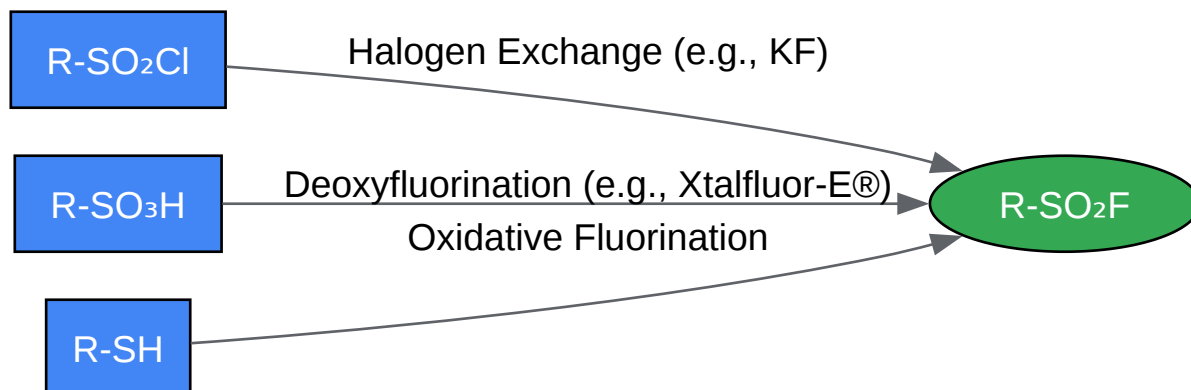 R-SO₂Cl
Halogen Exchange (e.g., KF)
R-SO₃H
Deoxyfluorination (e.g., Xtalfluor-E®)
R-SO₂F
Oxidative Fluorination
R-SH